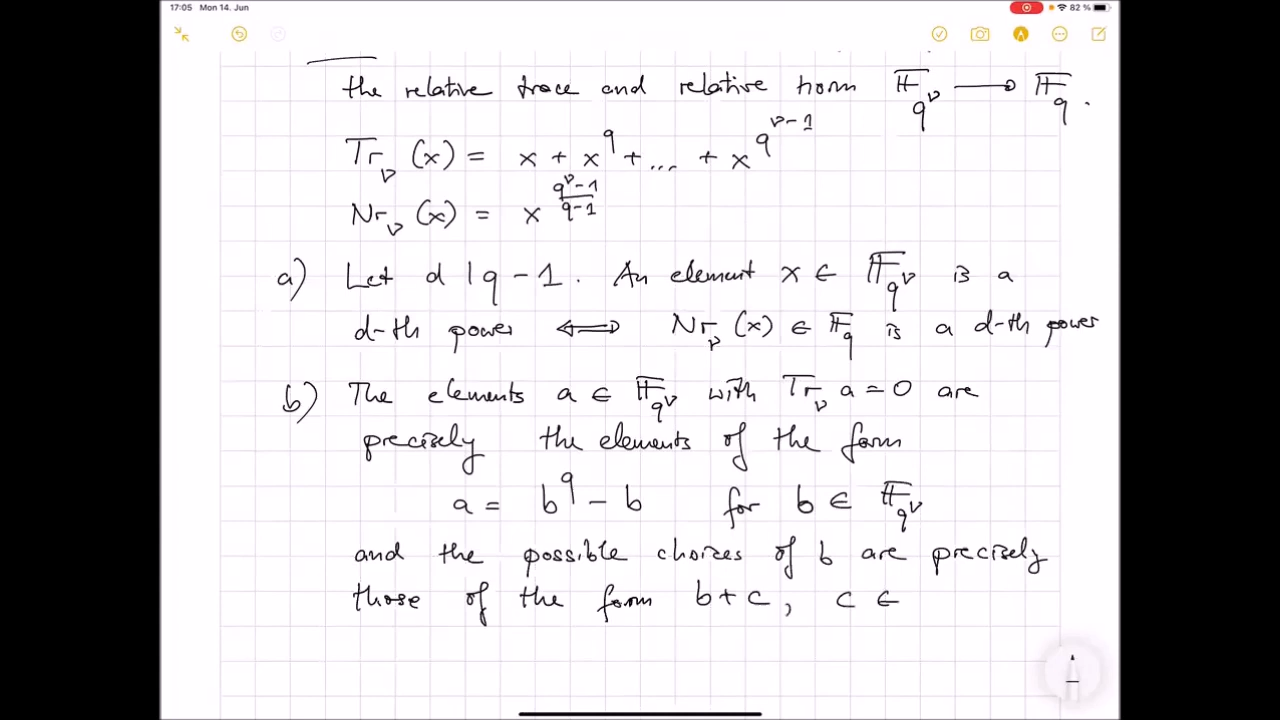 17:05 Mon 14. Jun 82 %
the relative trace and relative norm 𝔽_{q^ν} ⟶ 𝔽_q.
Tr_ν (x) = x + x^q + ... + x^{q^{ν-1}}
Nr_ν (x) = x^{\frac{q^ν-1}{q-1}}
a) Let d | q - 1. An element x ∈ 𝔽_{q^ν} is a
d-th power ⟺ Nr_ν (x) ∈ 𝔽_q is a d-th power
b) The elements a ∈ 𝔽_{q^ν} with Tr_ν a = 0 are
precisely the elements of the form
a = b^q - b for b ∈ 𝔽_{q^ν}
and the possible choices of b are precisely
those of the form b + c, c ∈